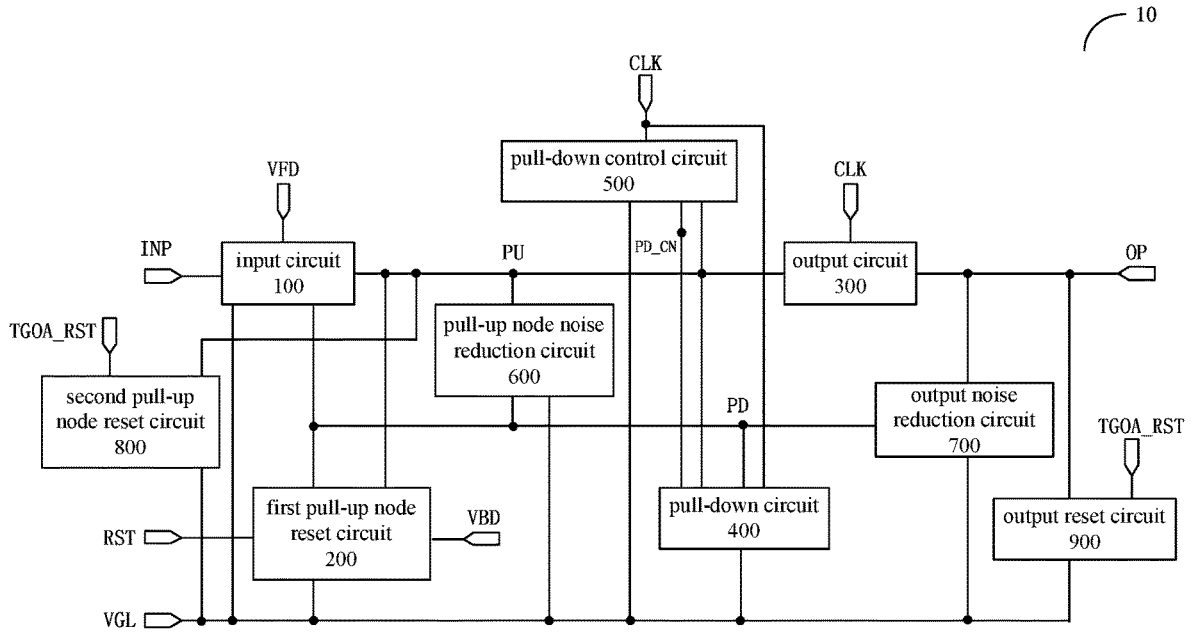 10
CLK
pull-down control circuit
500
VFD
CLK
INP
input circuit
100
PU
PD_CN
output circuit
300
OP
TGOA_RST
pull-up node noise
reduction circuit
600
second pull-up
node reset circuit
800
PD
output noise
reduction circuit
700
TGOA_RST
first pull-up node
reset circuit
200
RST
VBD
pull-down circuit
400
output reset circuit
900
VGL